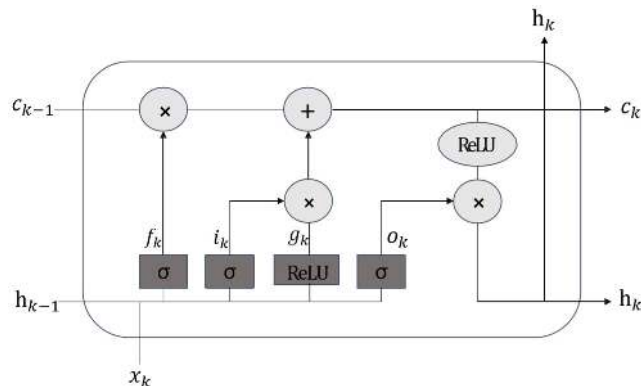 h_k
c_{k-1} × + c_k
ReLU
× ×
f_k i_k g_k o_k
σ σ ReLU σ
h_{k-1} h_k
x_k